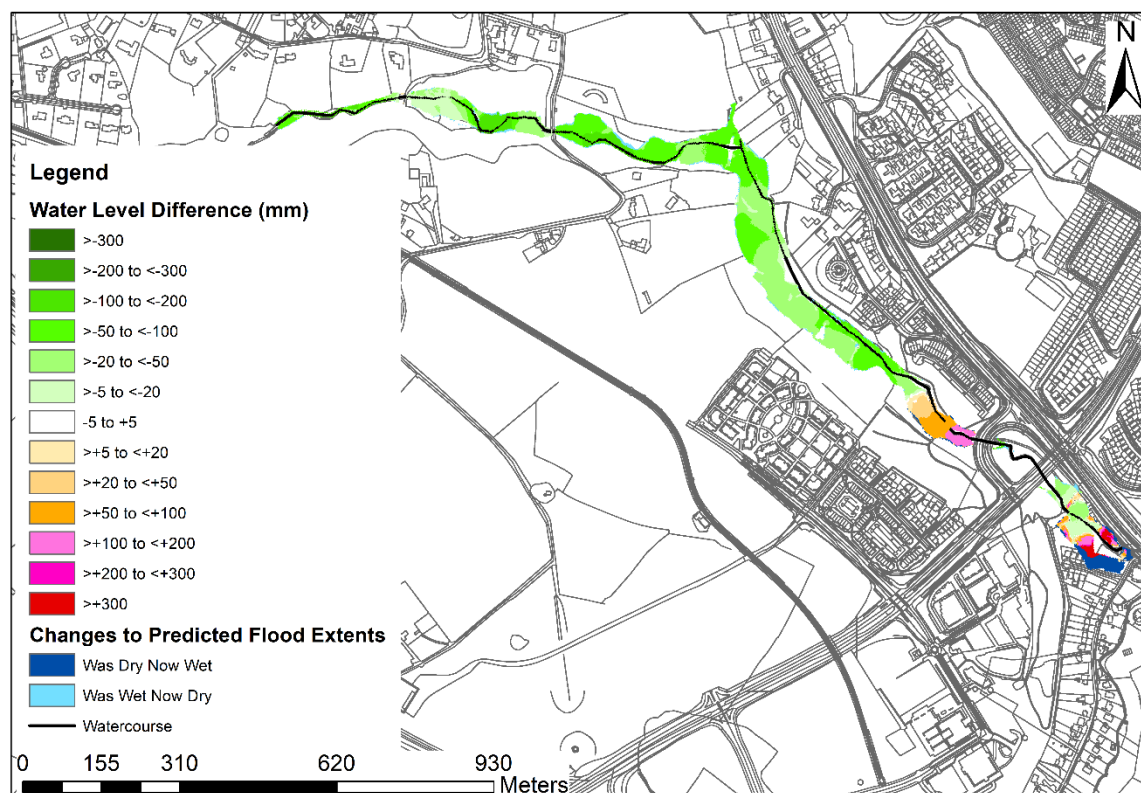 N
Legend
Water Level Difference (mm)
>-300
>-200 to <-300
>-100 to <-200
>-50 to <-100
>-20 to <-50
>-5 to <-20
-5 to +5
>+5 to <+20
>+20 to <+50
>+50 to <+100
>+100 to <+200
>+200 to <+300
>+300
Changes to Predicted Flood Extents
Was Dry Now Wet
Was Wet Now Dry
Watercourse
0 155 310 620 930
Meters